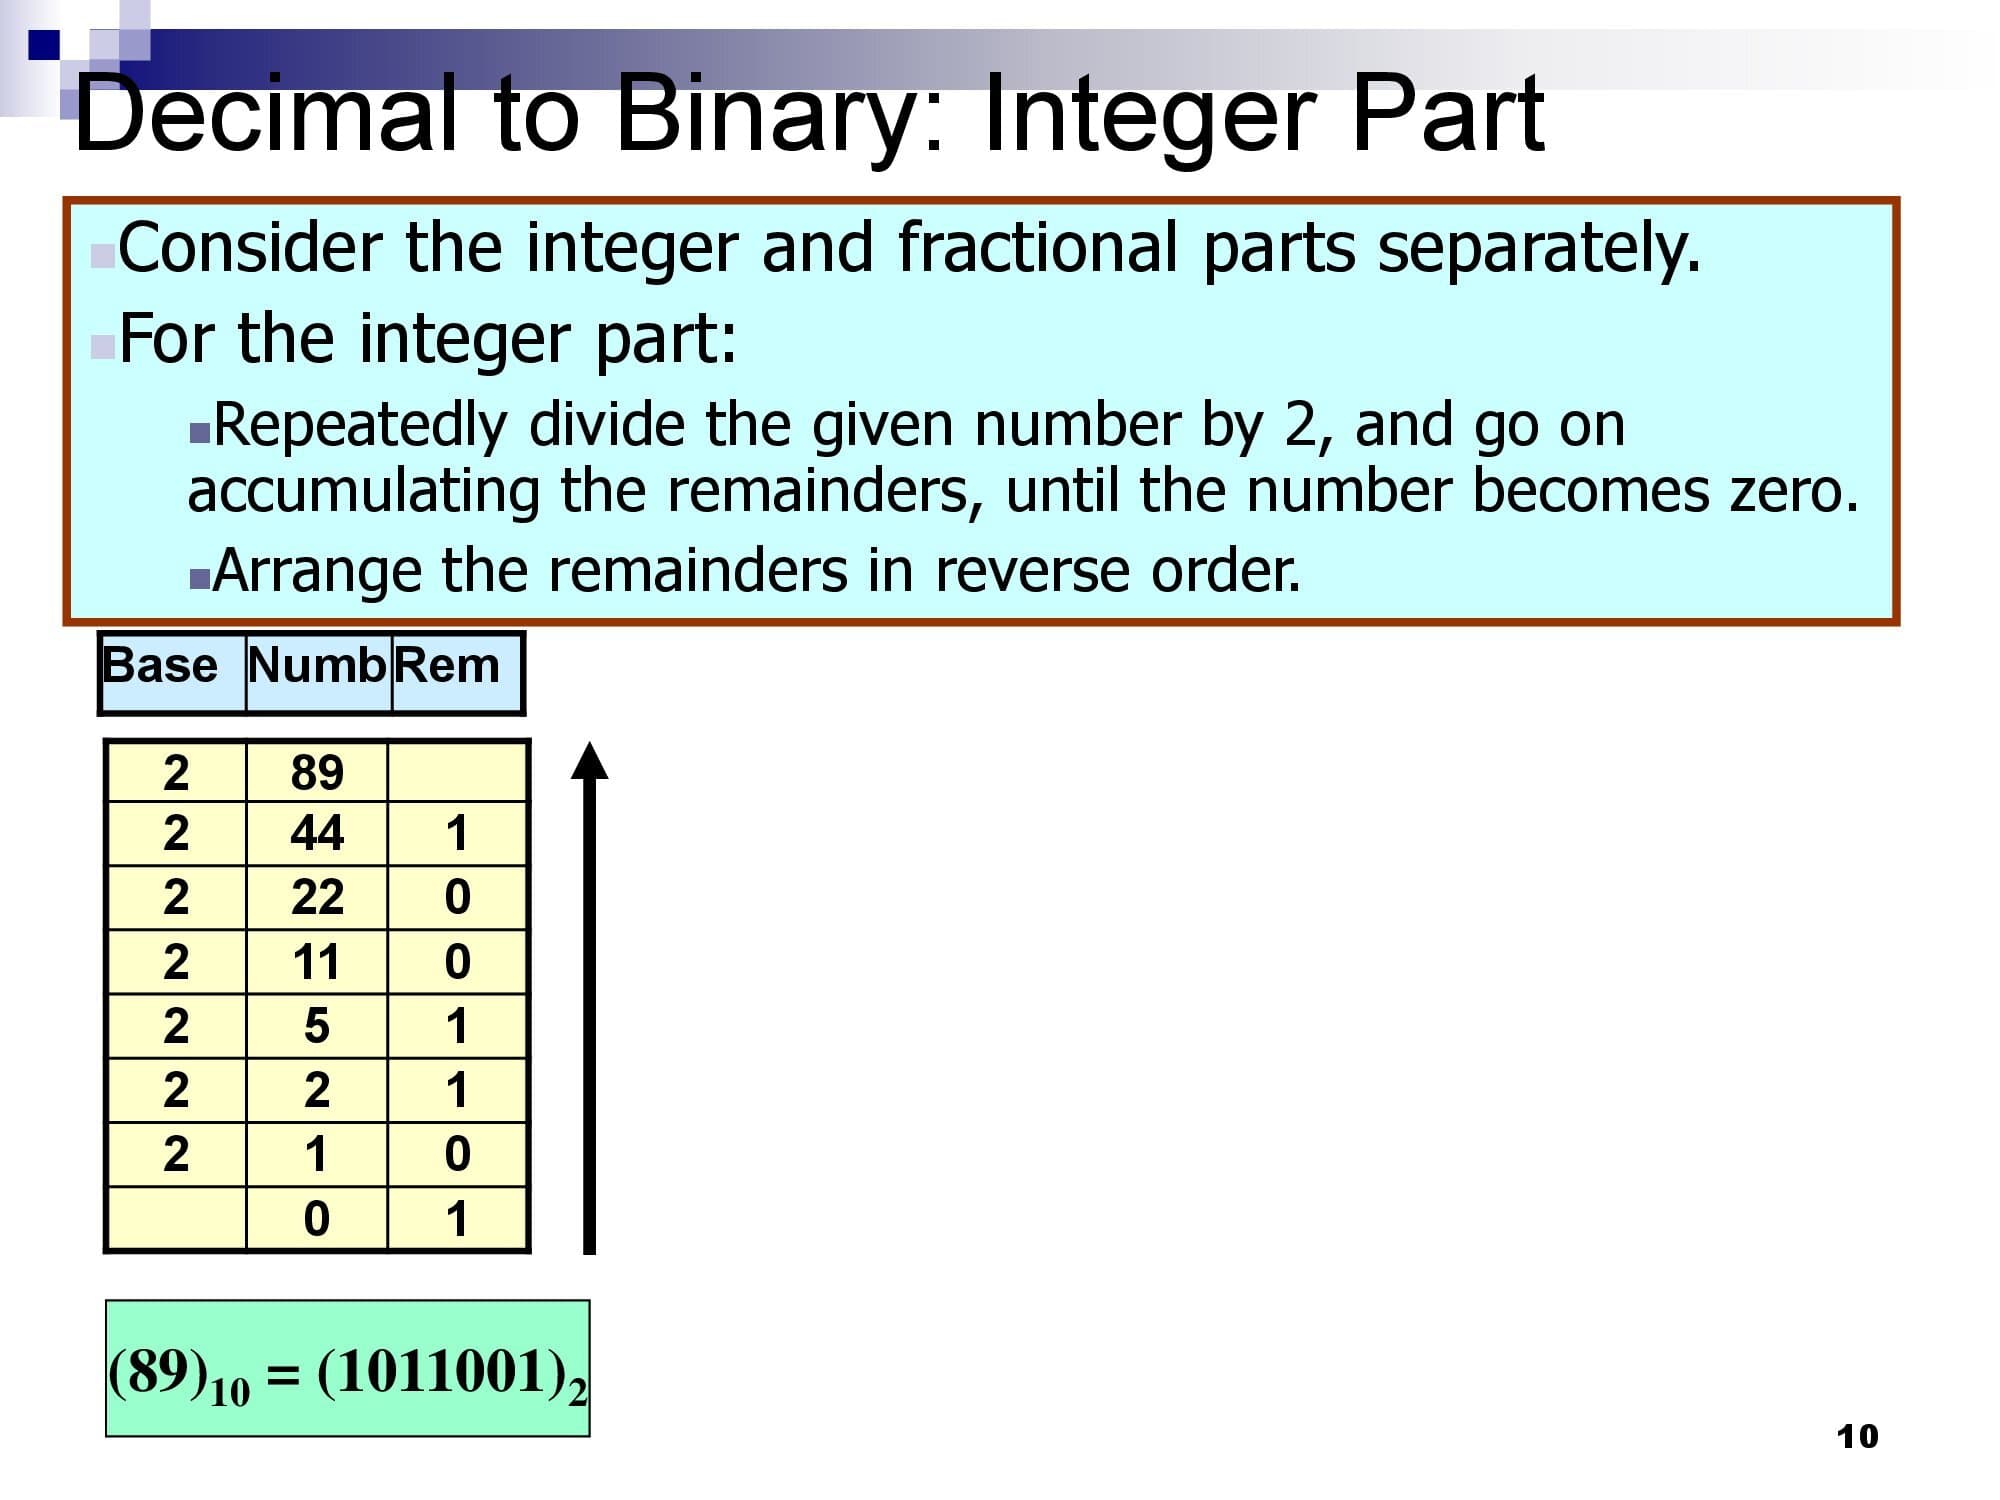 Decimal to Binary: Integer Part
Consider the integer and fractional parts separately.
For the integer part:
Repeatedly divide the given number by 2, and go on
accumulating the remainders, until the number becomes zero.
Arrange the remainders in reverse order.
Base Numb Rem
2 89
2 44 1
2 22 0
2 11 0
2 5 1
2 2 1
2 1 0
0 1
(89)10 = (1011001)2
10